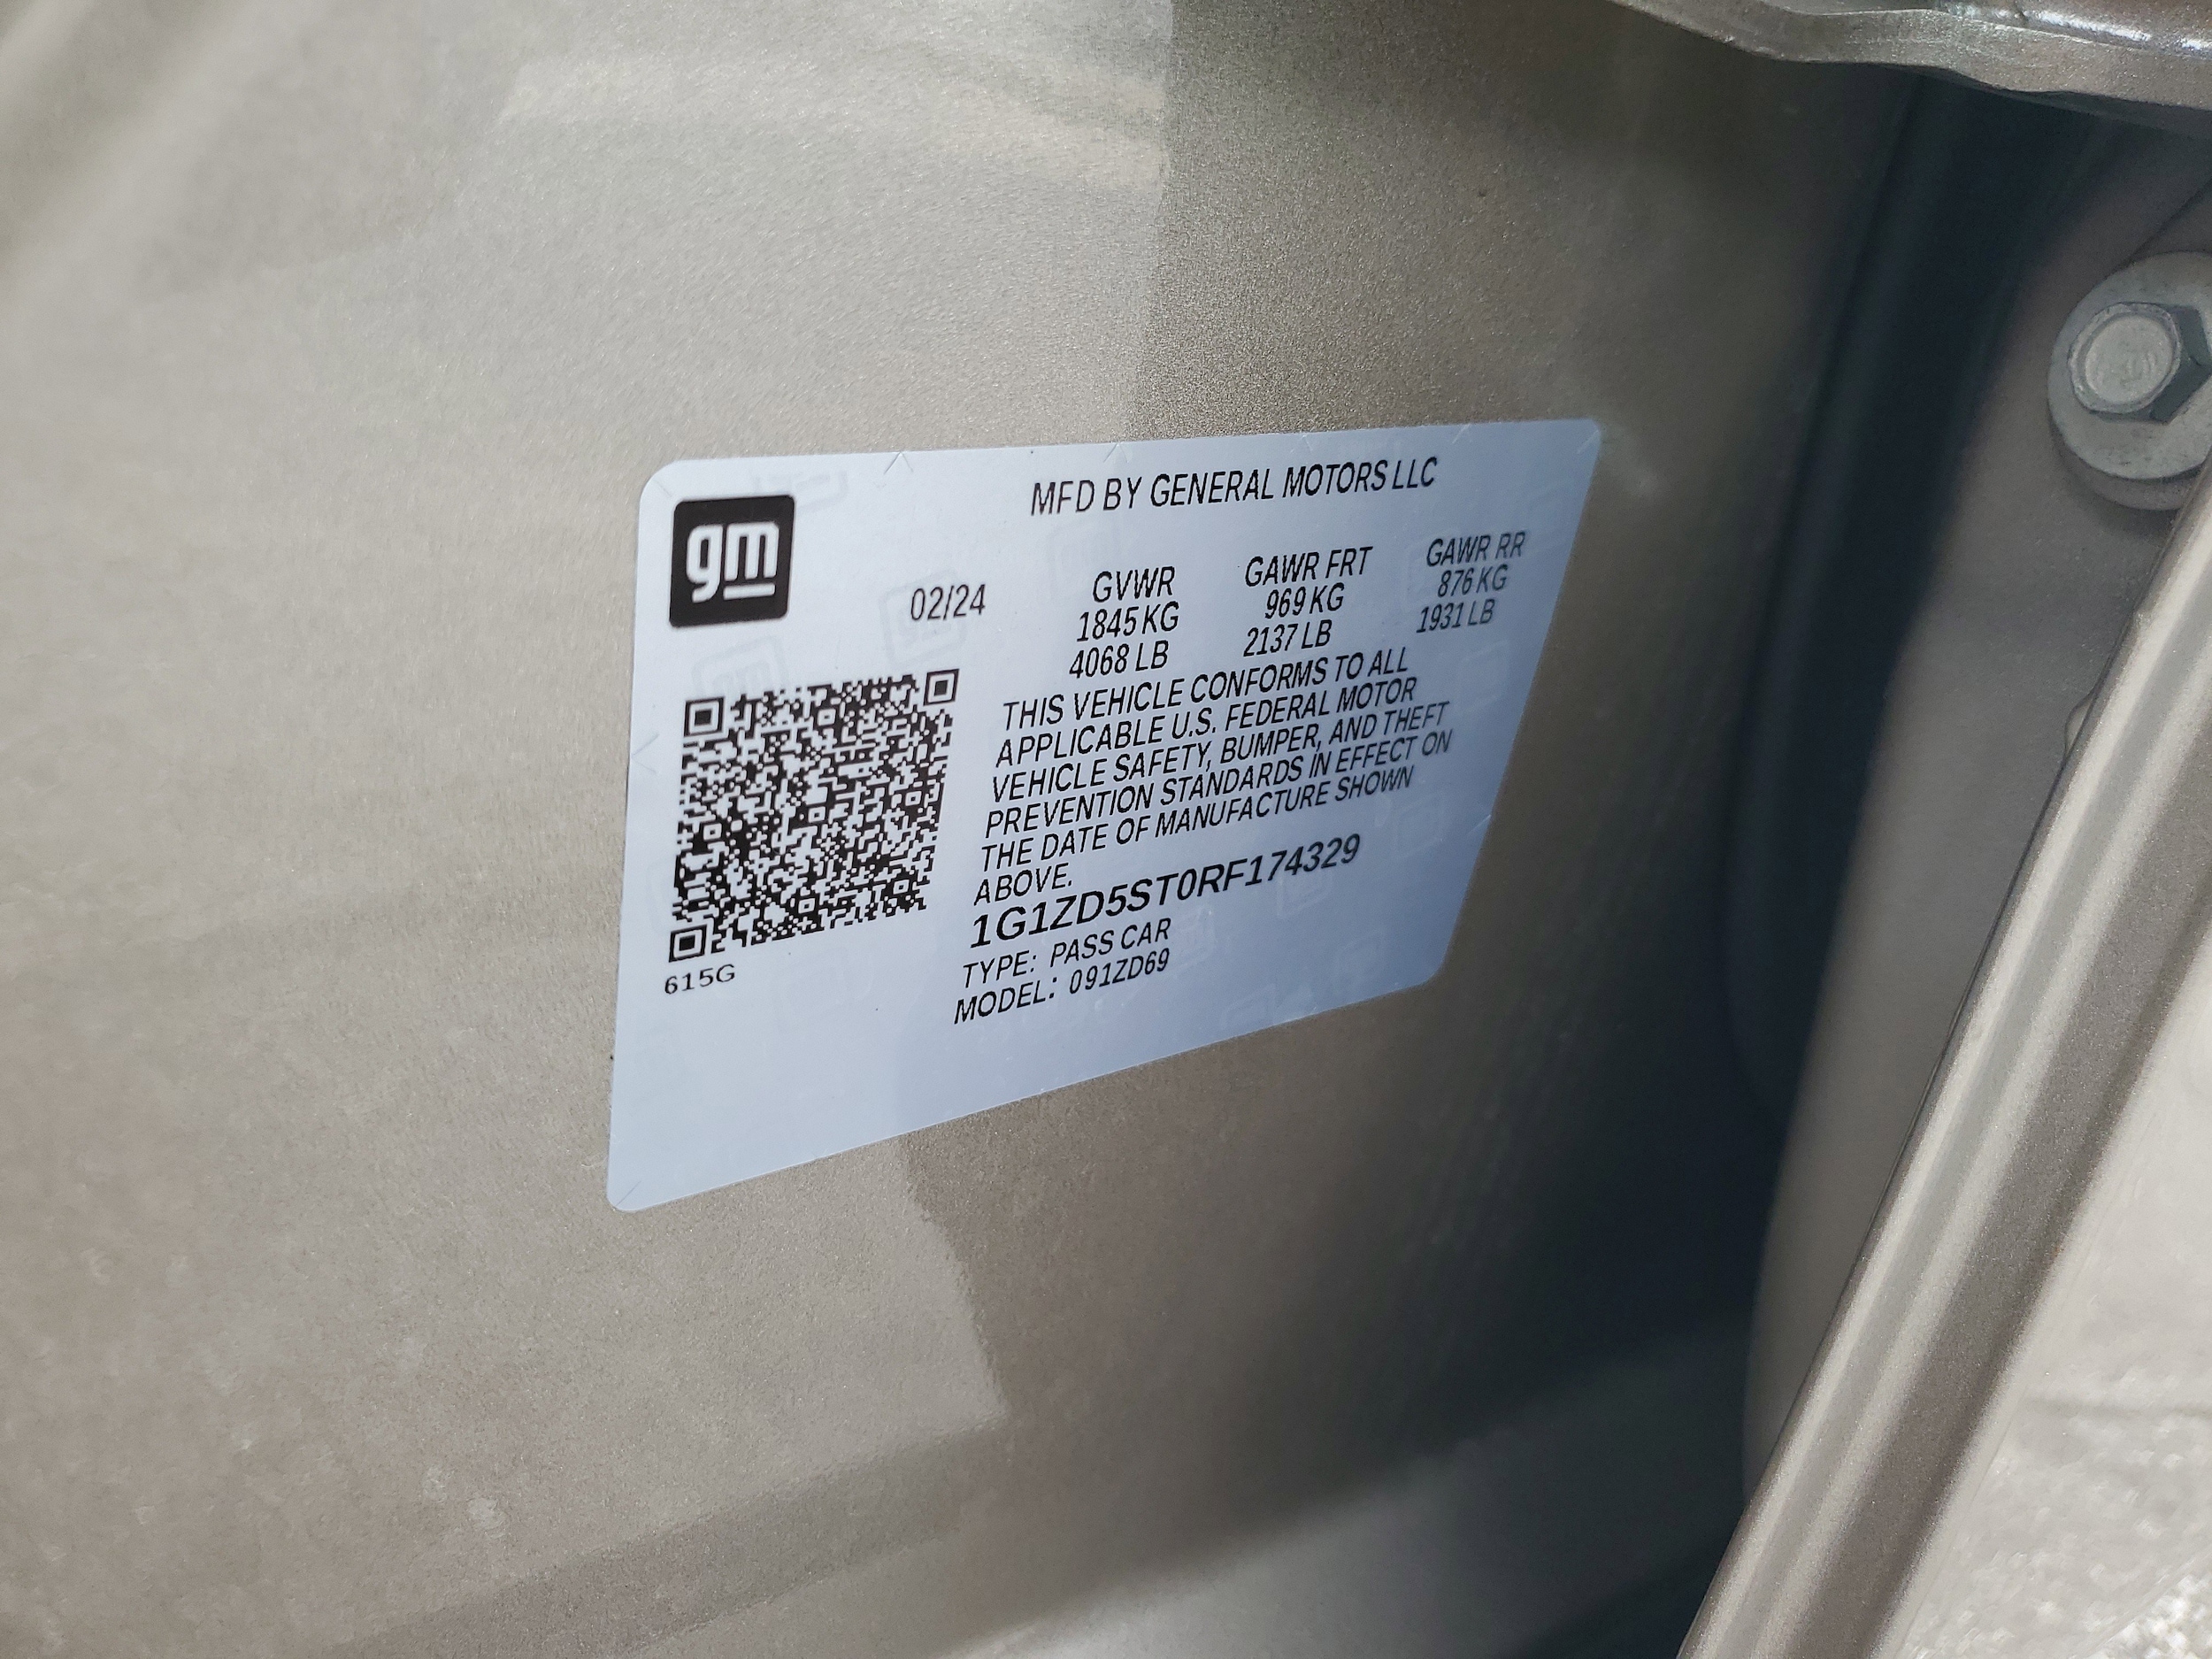 gm
MFD BY GENERAL MOTORS LLC
02/24 GVWR GAWR FRT GAWR RR
1845 KG 969 KG 876 KG
4068 LB 2137 LB 1931 LB
THIS VEHICLE CONFORMS TO ALL
APPLICABLE U.S. FEDERAL MOTOR
VEHICLE SAFETY, BUMPER, AND THEFT
PREVENTION STANDARDS IN EFFECT ON
THE DATE OF MANUFACTURE SHOWN
ABOVE.
1G1ZD5ST0RF174329
TYPE: PASS CAR
MODEL: 091ZD69
615G